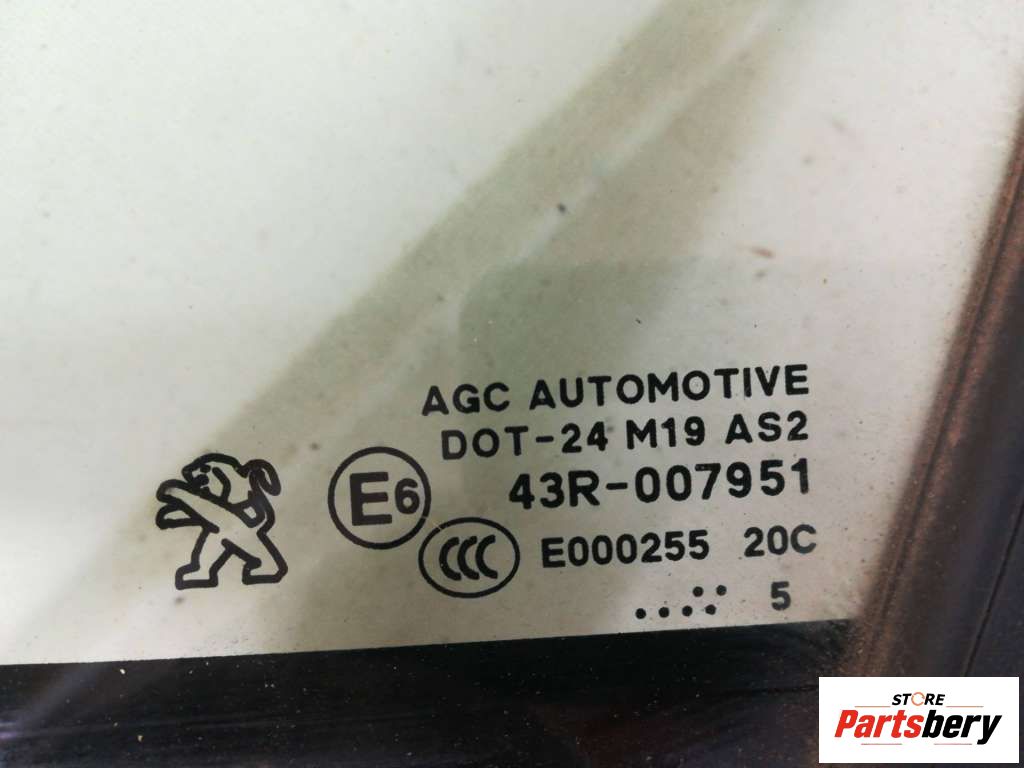 AGC AUTOMOTIVE
DOT-24 M19 AS2
E6
43R-007951
CCC
E000255 20C
5
STORE
Partsbery